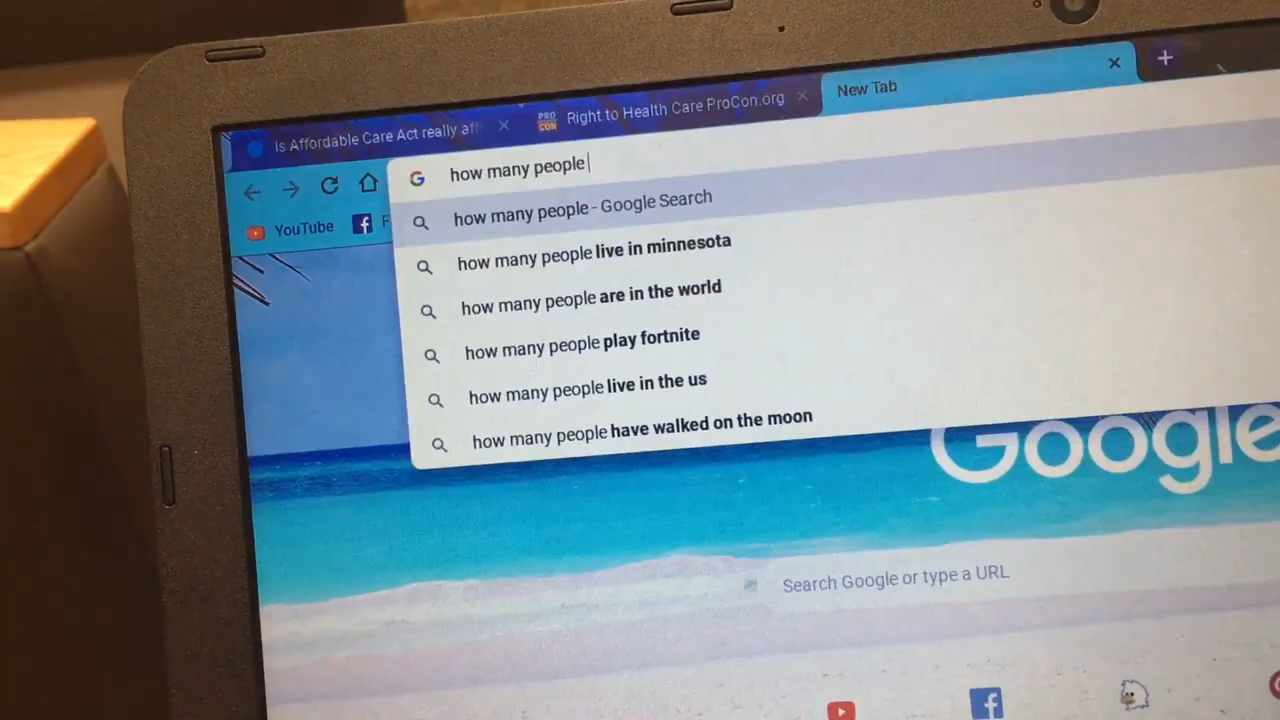 Is Affordable Care Act really aff
PRO
CON
Right to Health Care ProCon.org
New Tab
how many people
YouTube
F
how many people - Google Search
how many people live in minnesota
how many people are in the world
how many people play fortnite
how many people live in the us
how many people have walked on the moon
Google
Search Google or type a URL